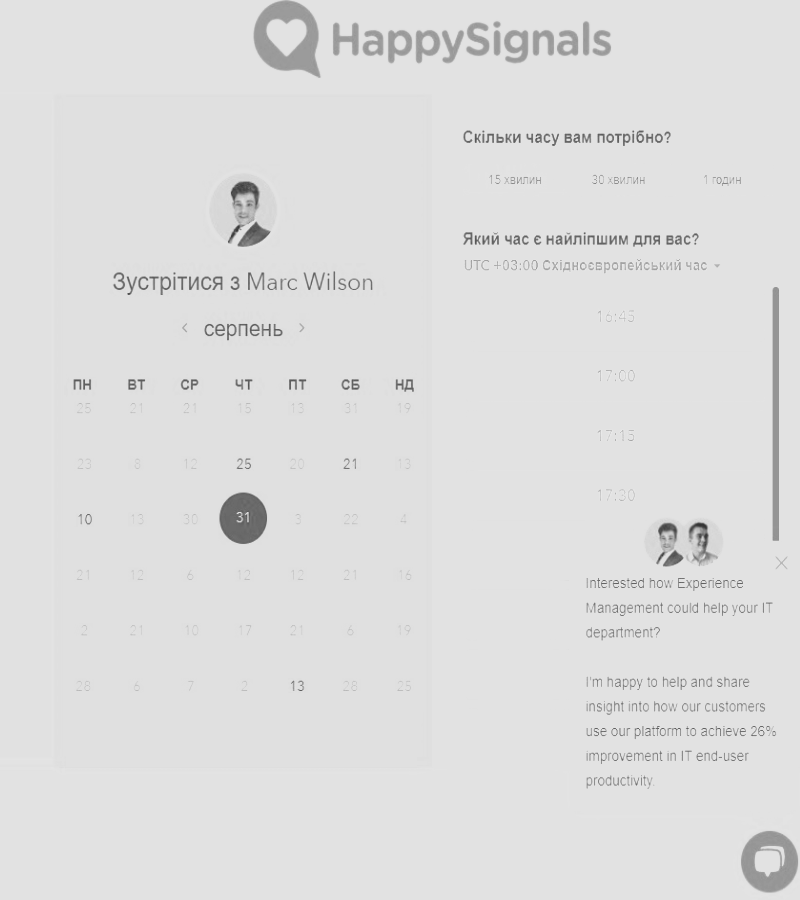 HappySignals
Зустрітися з Marc Wilson
серпень
ПН ВТ СР ЧТ ПТ СБ НД
25 21 21 15 13 31 19
23 8 12 25 20 21 13
10 13 30 31 3 22 4
21 12 6 12 12 21 16
2 21 10 17 21 6 19
28 6 7 2 13 28 25
Скільки часу вам потрібно?
15 хвилин 30 хвилин 1 годин
Який час є найліпшим для вас?
UTC +03:00 Східноєвропейський час
16:45
17:00
17:15
17:30
Interested how Experience
Management could help your IT
department?
I'm happy to help and share
insight into how our customers
use our platform to achieve 26%
improvement in IT end-user
productivity.